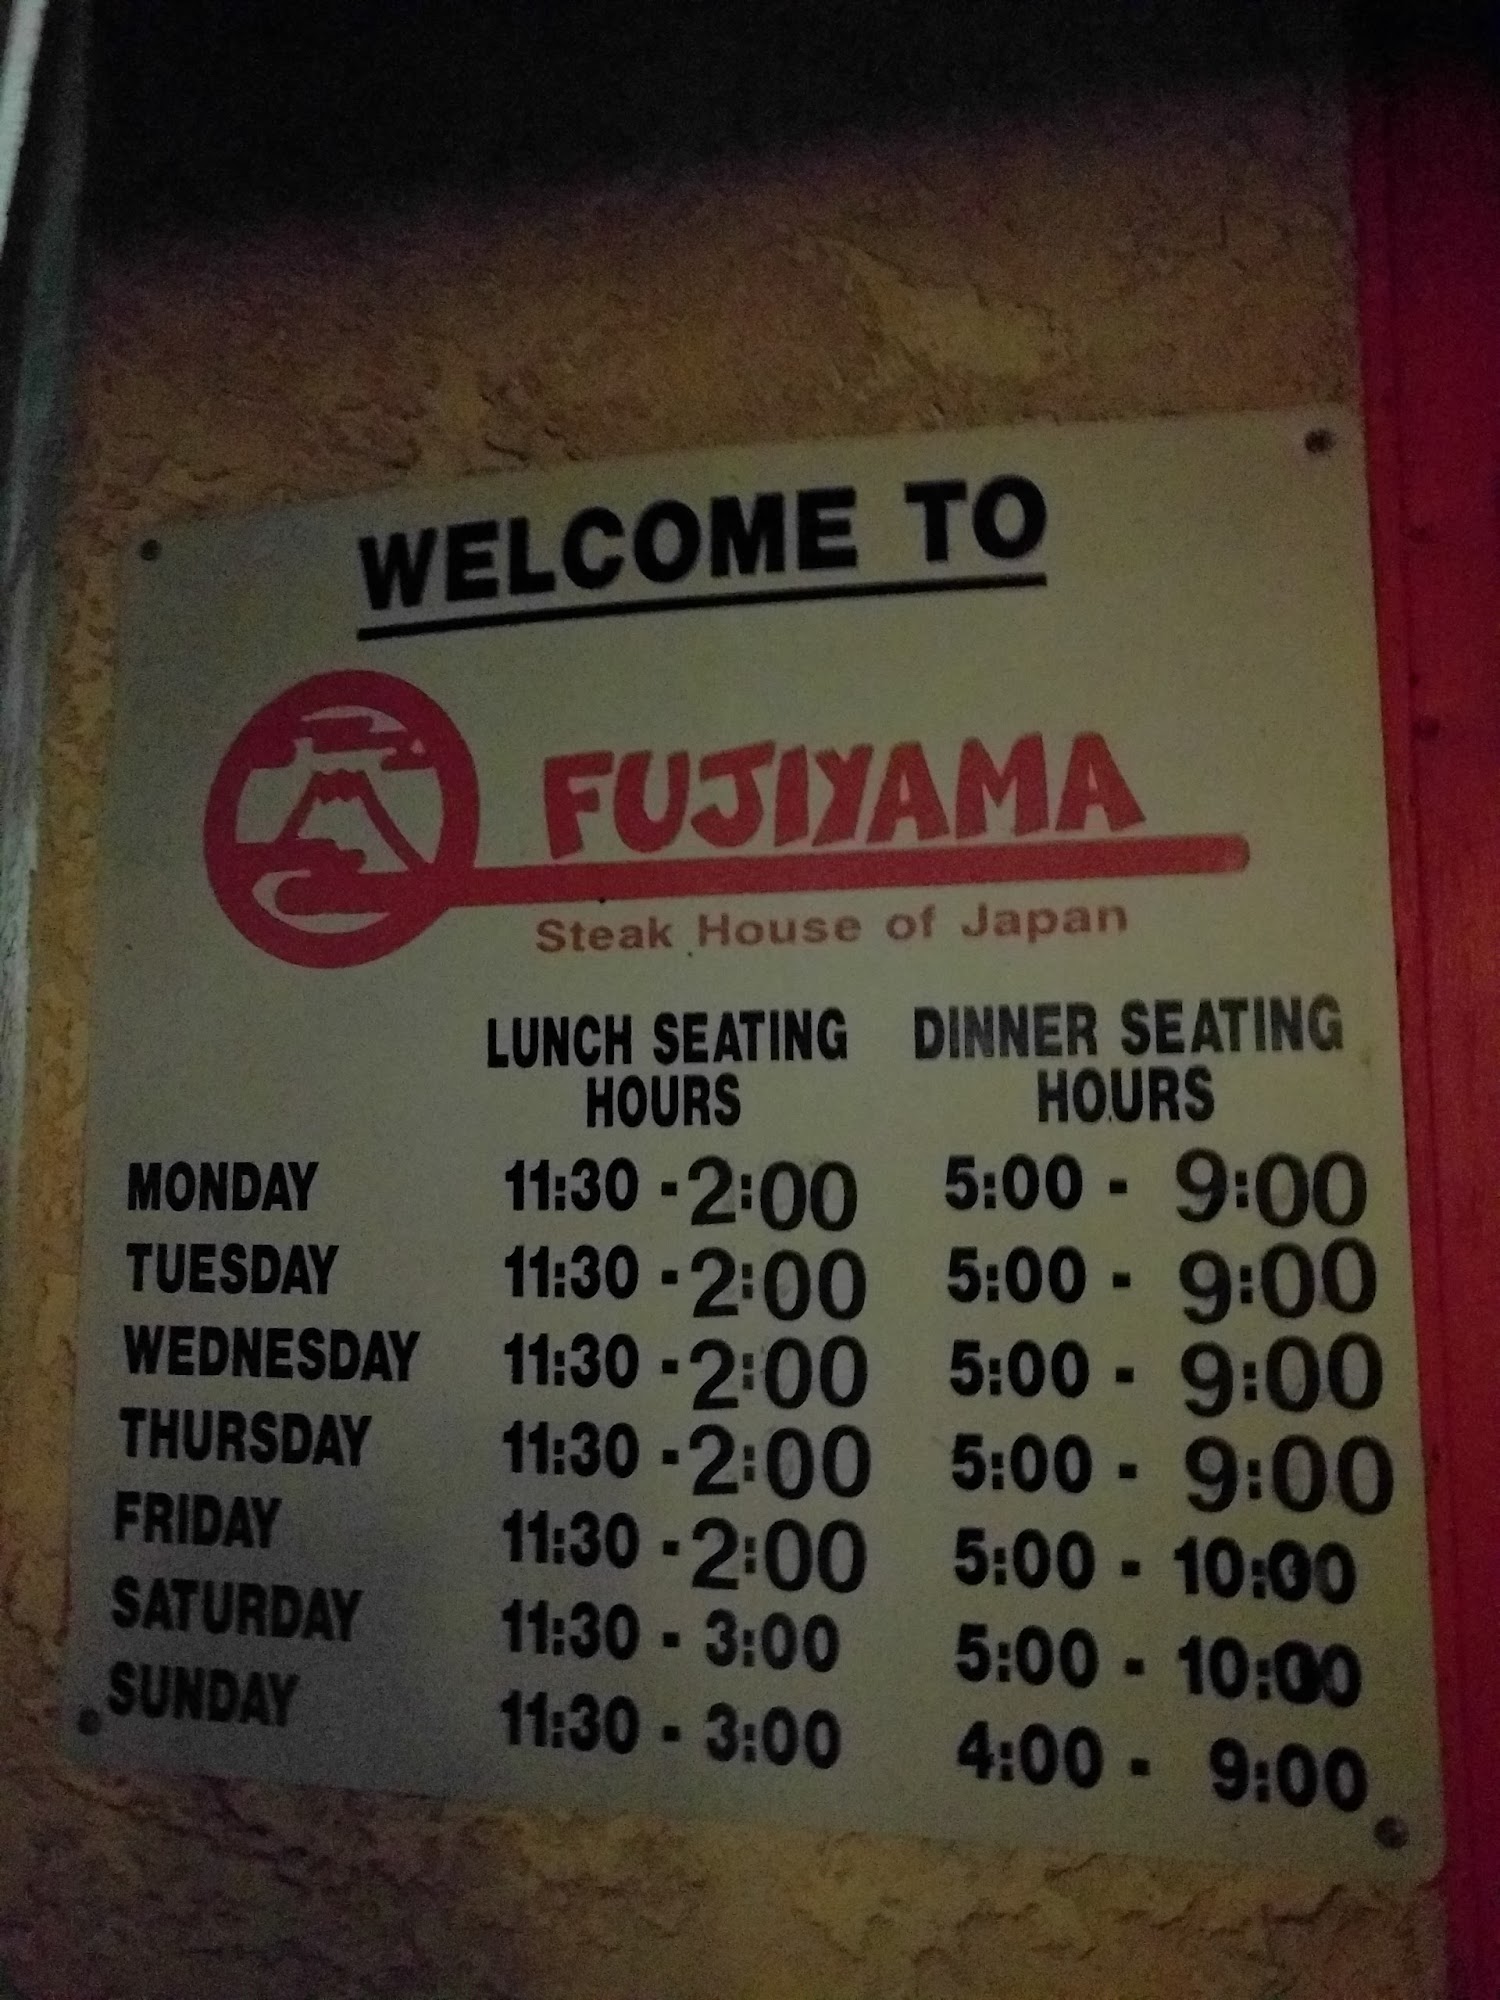 WELCOME TO
FUJIYAMA
Steak House of Japan
LUNCH SEATING HOURS DINNER SEATING HOURS
MONDAY 11:30 - 2:00 5:00 - 9:00
TUESDAY 11:30 - 2:00 5:00 - 9:00
WEDNESDAY 11:30 - 2:00 5:00 - 9:00
THURSDAY 11:30 - 2:00 5:00 - 9:00
FRIDAY 11:30 - 2:00 5:00 - 10:00
SATURDAY 11:30 - 3:00 5:00 - 10:00
SUNDAY 11:30 - 3:00 4:00 - 9:00